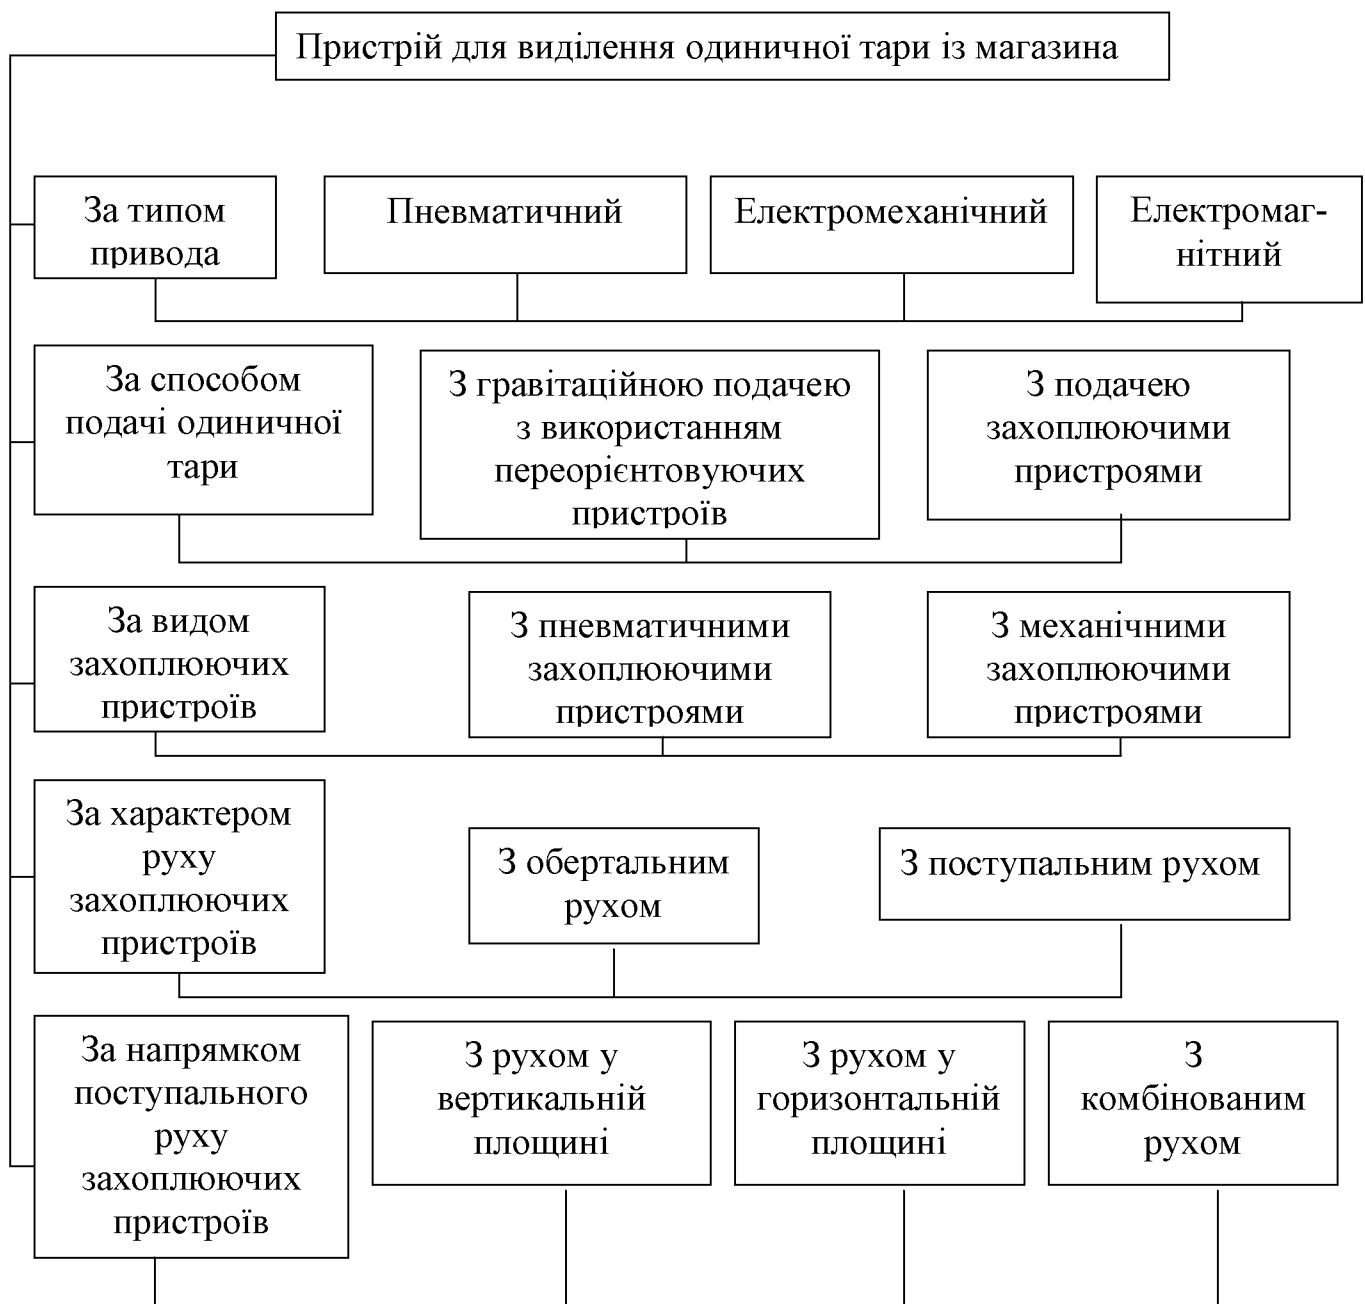 Пристрій для виділення одиничної тари із магазина
За типом
привода
Пневматичний
Електромеханічний
Електромаг-
нітний
За способом
подачі одиничної
тари
З гравітаційною подачею
з використанням
переорієнтовуючих
пристроїв
З подачею
захоплюючими
пристроями
За видом
захоплюючих
пристроїв
З пневматичними
захоплюючими
пристроями
З механічними
захоплюючими
пристроями
За характером
руху
захоплюючих
пристроїв
З обертальним
рухом
З поступальним рухом
За напрямком
поступального
руху
захоплюючих
пристроїв
З рухом у
вертикальній
площині
З рухом у
горизонтальній
площині
З
комбінованим
рухом